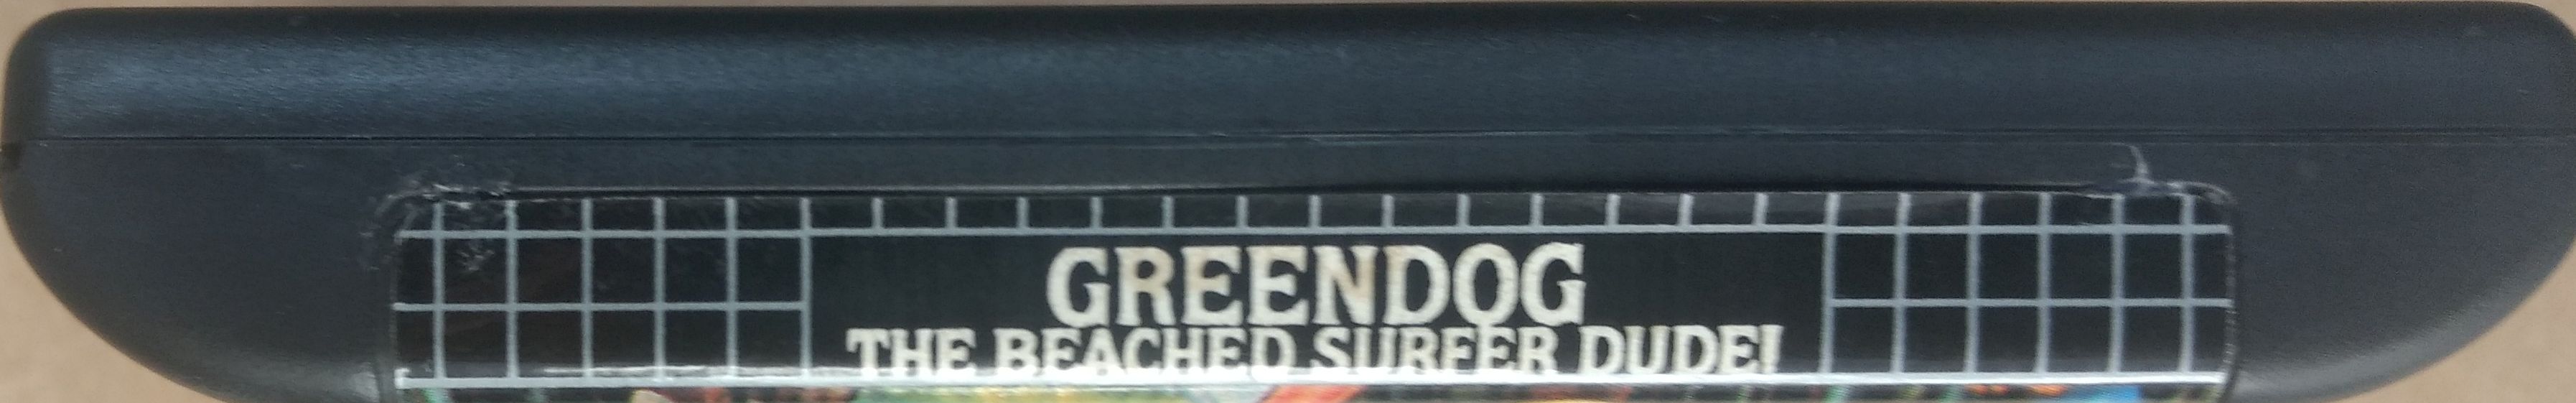 GREENDOG
THE BEACHED SURFER DUDE!